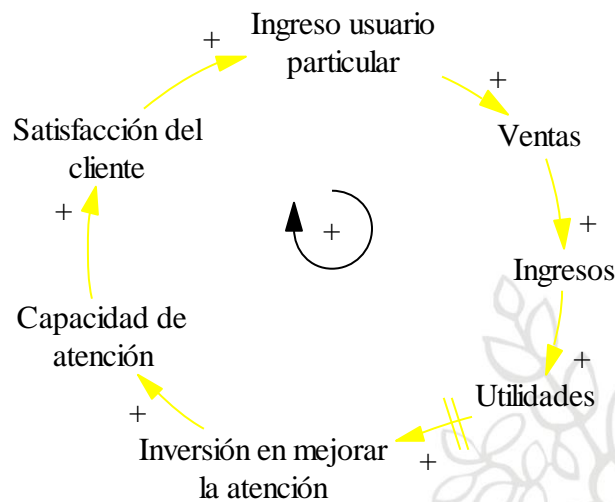 Ingreso usuario
particular
+
Ventas
+
Ingresos
+
Utilidades
+
Inversión en mejorar
la atención
+
Capacidad de
atención
+
Satisfacción del
cliente
+
+